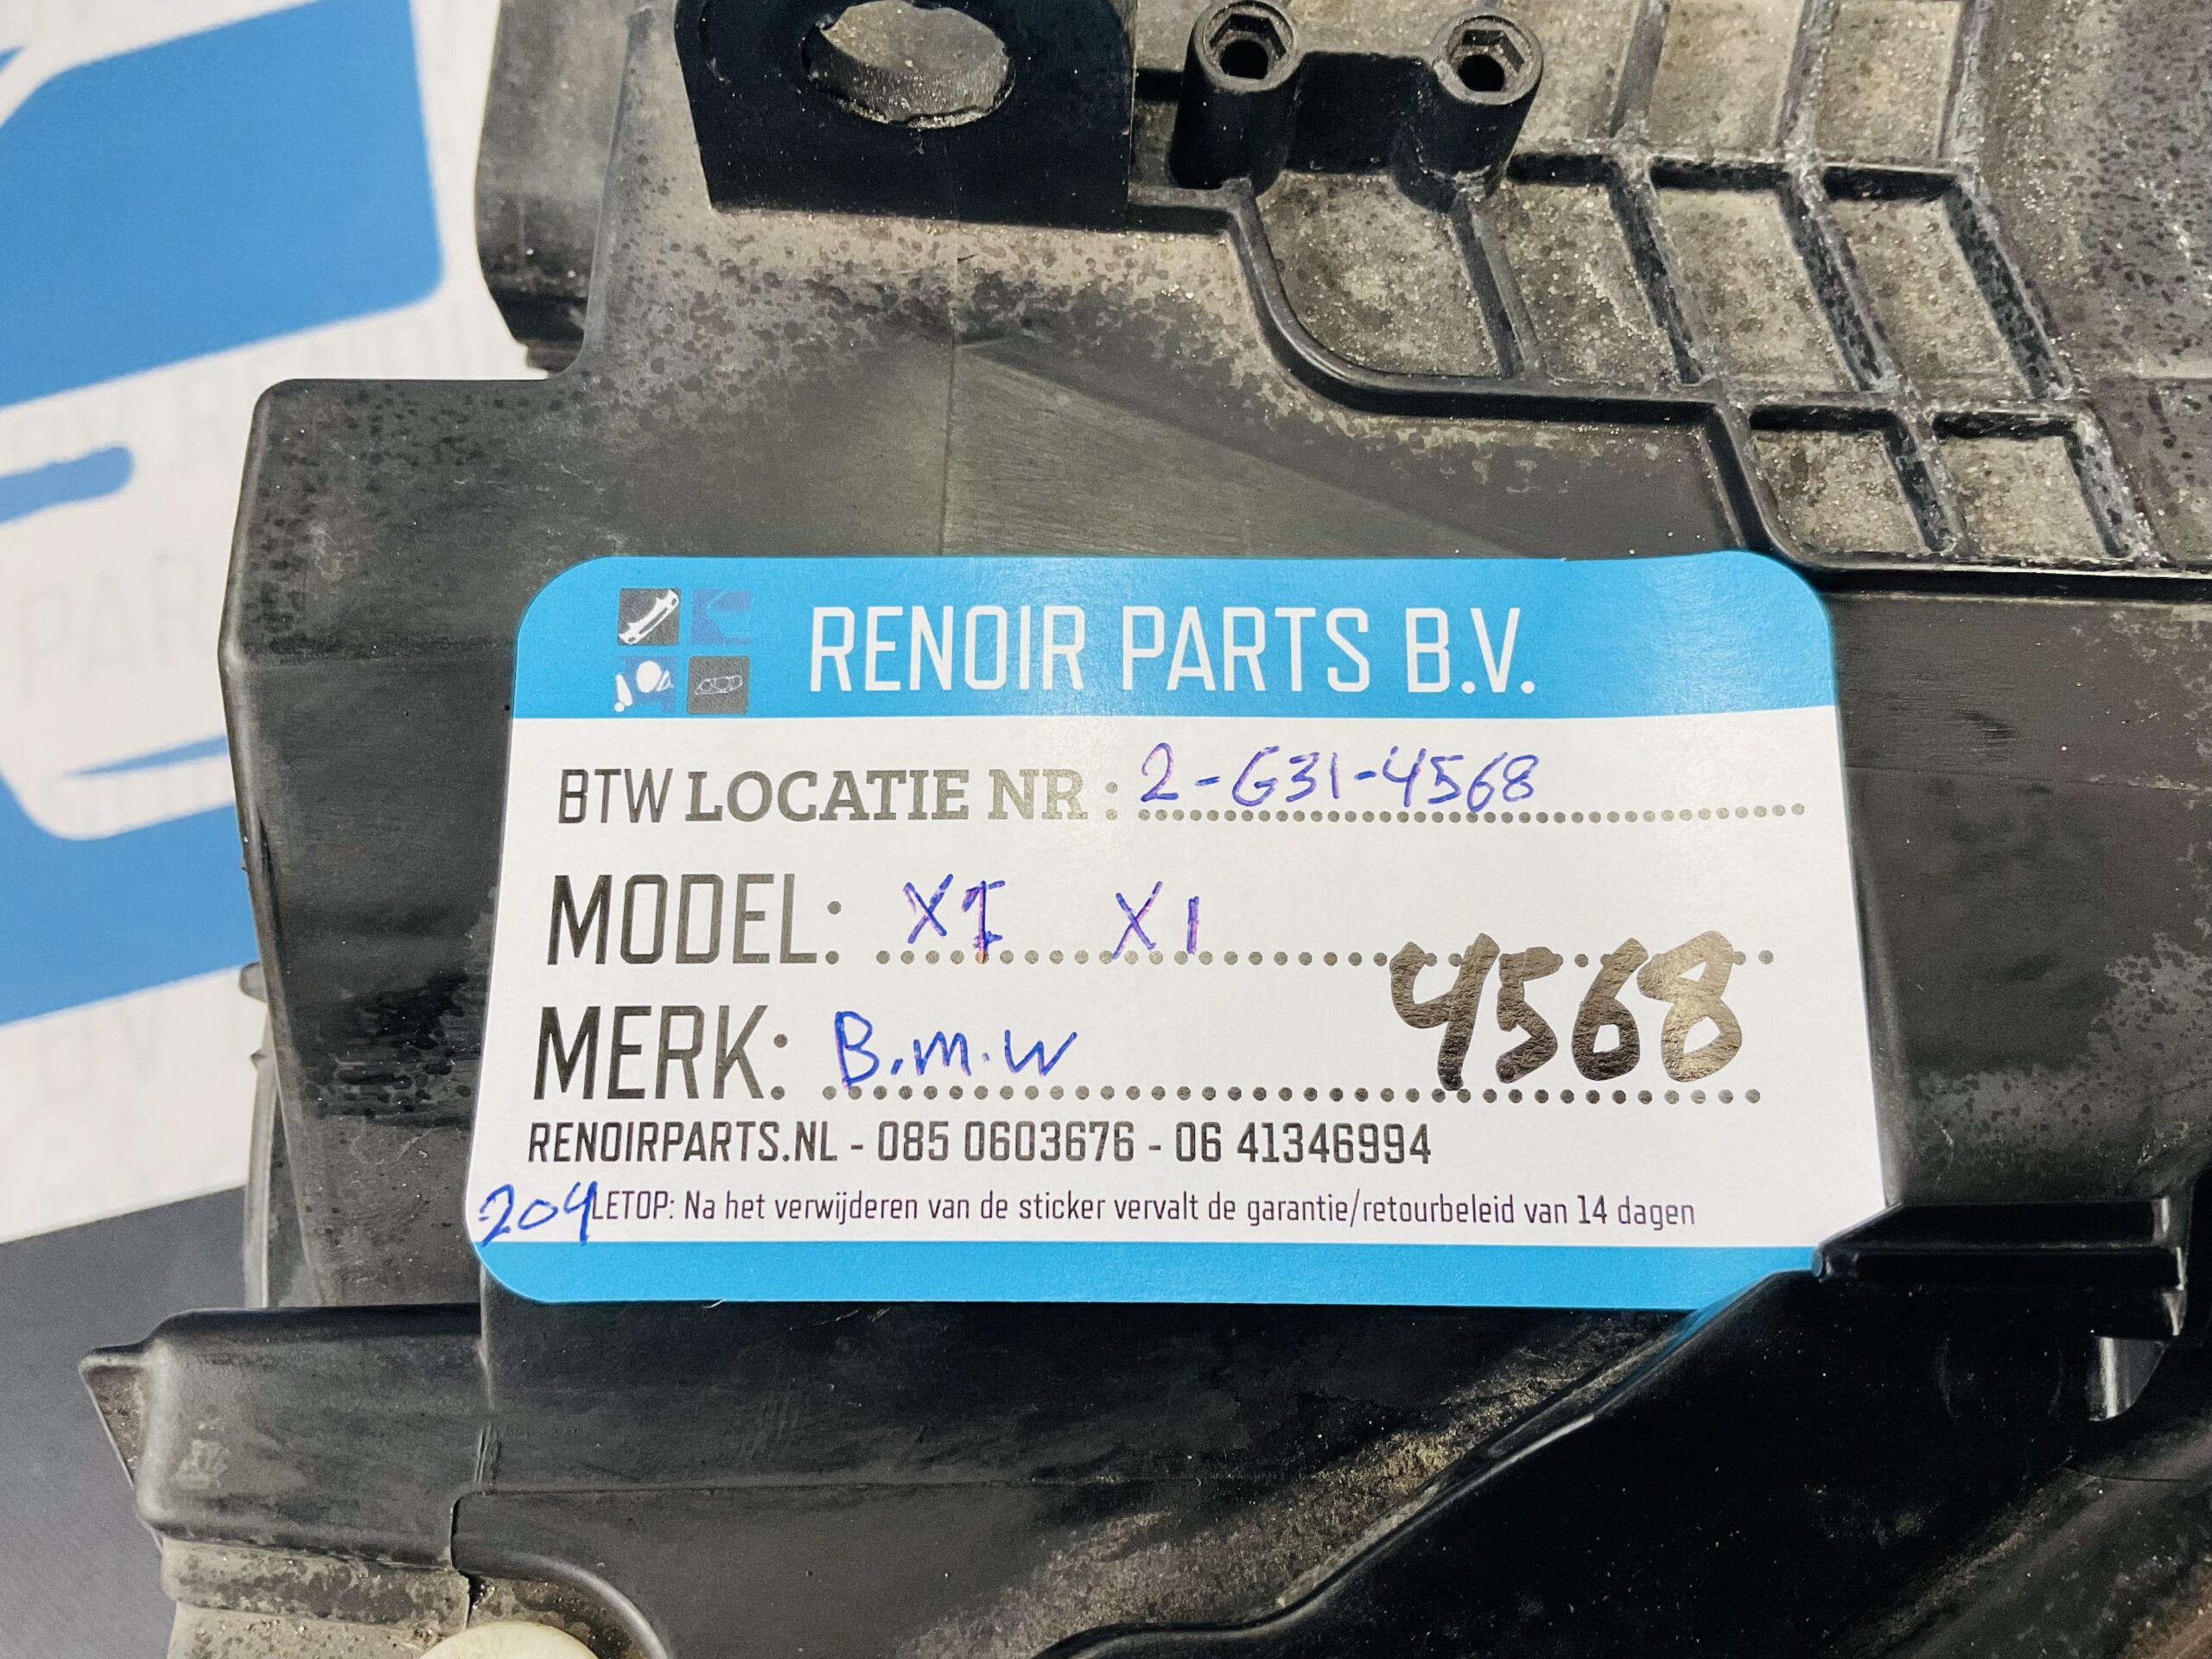 RENOIR PARTS B.V.
BTW LOCATIE NR : 2-G31-4568
MODEL: X1 X1
4568
MERK: B.M.W
RENOIRPARTS.NL - 085 0603676 - 06 41346994
204 LETOP: Na het verwijderen van de sticker vervalt de garantie/retourbeleid van 14 dagen